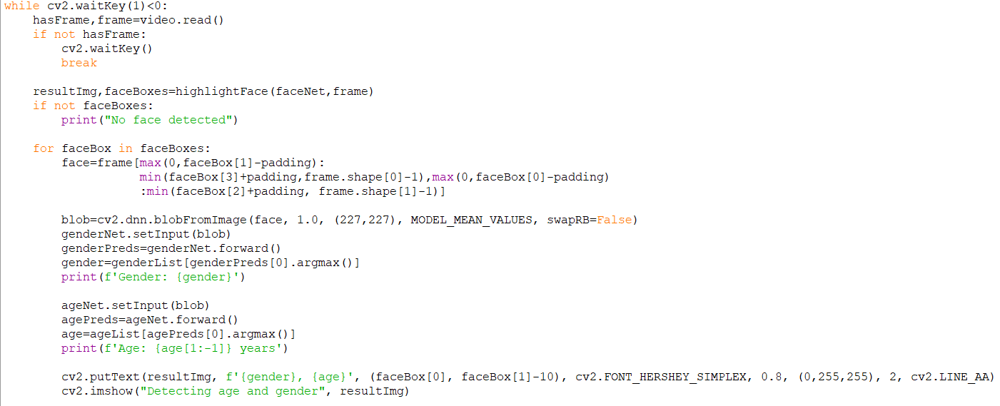 while cv2.waitKey(1)<0:
    hasFrame,frame=video.read()
    if not hasFrame:
        cv2.waitKey()
        break

    resultImg,faceBoxes=highlightFace(faceNet,frame)
    if not faceBoxes:
        print("No face detected")

    for faceBox in faceBoxes:
        face=frame[max(0,faceBox[1]-padding):
                   min(faceBox[3]+padding,frame.shape[0]-1),max(0,faceBox[0]-padding)
                   :min(faceBox[2]+padding, frame.shape[1]-1)]

        blob=cv2.dnn.blobFromImage(face, 1.0, (227,227), MODEL_MEAN_VALUES, swapRB=False)
        genderNet.setInput(blob)
        genderPreds=genderNet.forward()
        gender=genderList[genderPreds[0].argmax()]
        print(f'Gender: {gender}')

        ageNet.setInput(blob)
        agePreds=ageNet.forward()
        age=ageList[agePreds[0].argmax()]
        print(f'Age: {age[1:-1]} years')

        cv2.putText(resultImg, f'{gender}, {age}', (faceBox[0], faceBox[1]-10), cv2.FONT_HERSHEY_SIMPLEX, 0.8, (0,255,255), 2, cv2.LINE_AA)
        cv2.imshow("Detecting age and gender", resultImg)